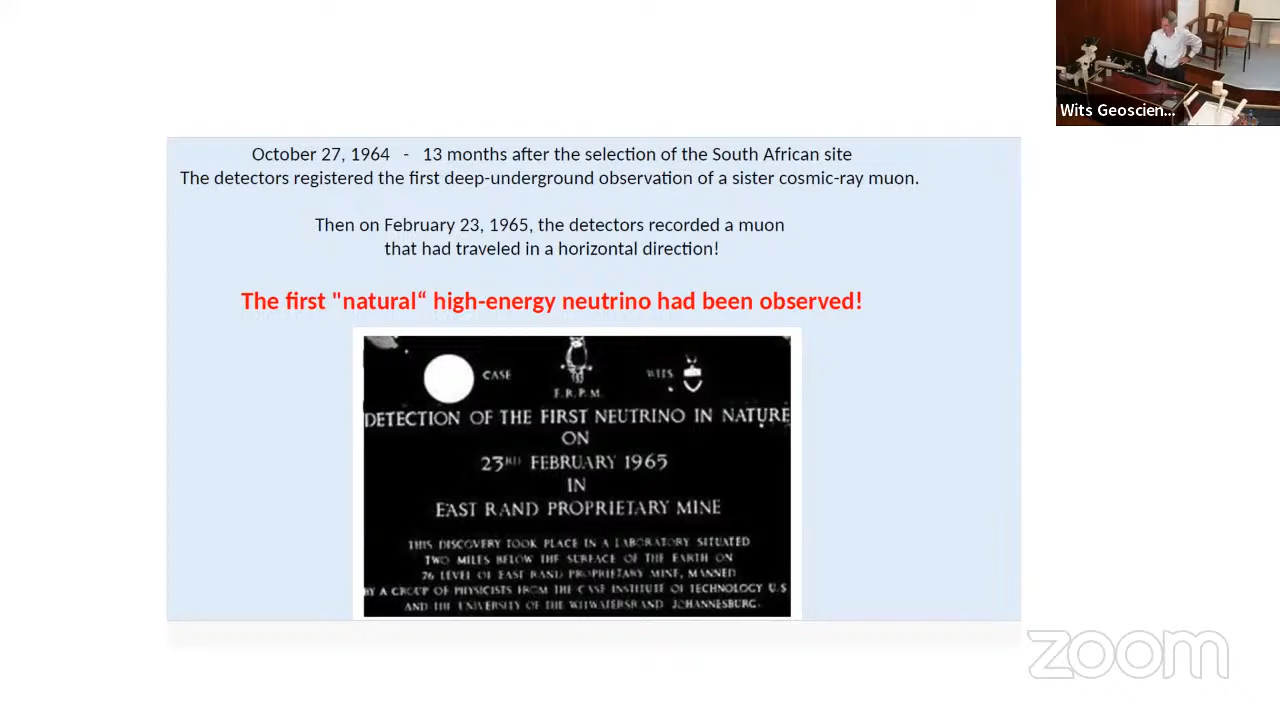 Wits Geoscien...
October 27, 1964 - 13 months after the selection of the South African site
The detectors registered the first deep-underground observation of a sister cosmic-ray muon.
Then on February 23, 1965, the detectors recorded a muon
that had traveled in a horizontal direction!
The first "natural“ high-energy neutrino had been observed!
CASE
E.R.P.M.
WITS
DETECTION OF THE FIRST NEUTRINO IN NATURE
ON
23RD FEBRUARY 1965
IN
EAST RAND PROPRIETARY MINE
THIS DISCOVERY TOOK PLACE IN A LABORATORY SITUATED
TWO MILES BELOW THE SURFACE OF THE EARTH ON
76 LEVEL OF EAST RAND PROPRIETARY MINE, MANNED
BY A GROUP OF PHYSICISTS FROM THE CASE INSTITUTE OF TECHNOLOGY U.S
AND THE UNIVERSITY OF THE WITWATERSRAND JOHANNESBURG.
zoom